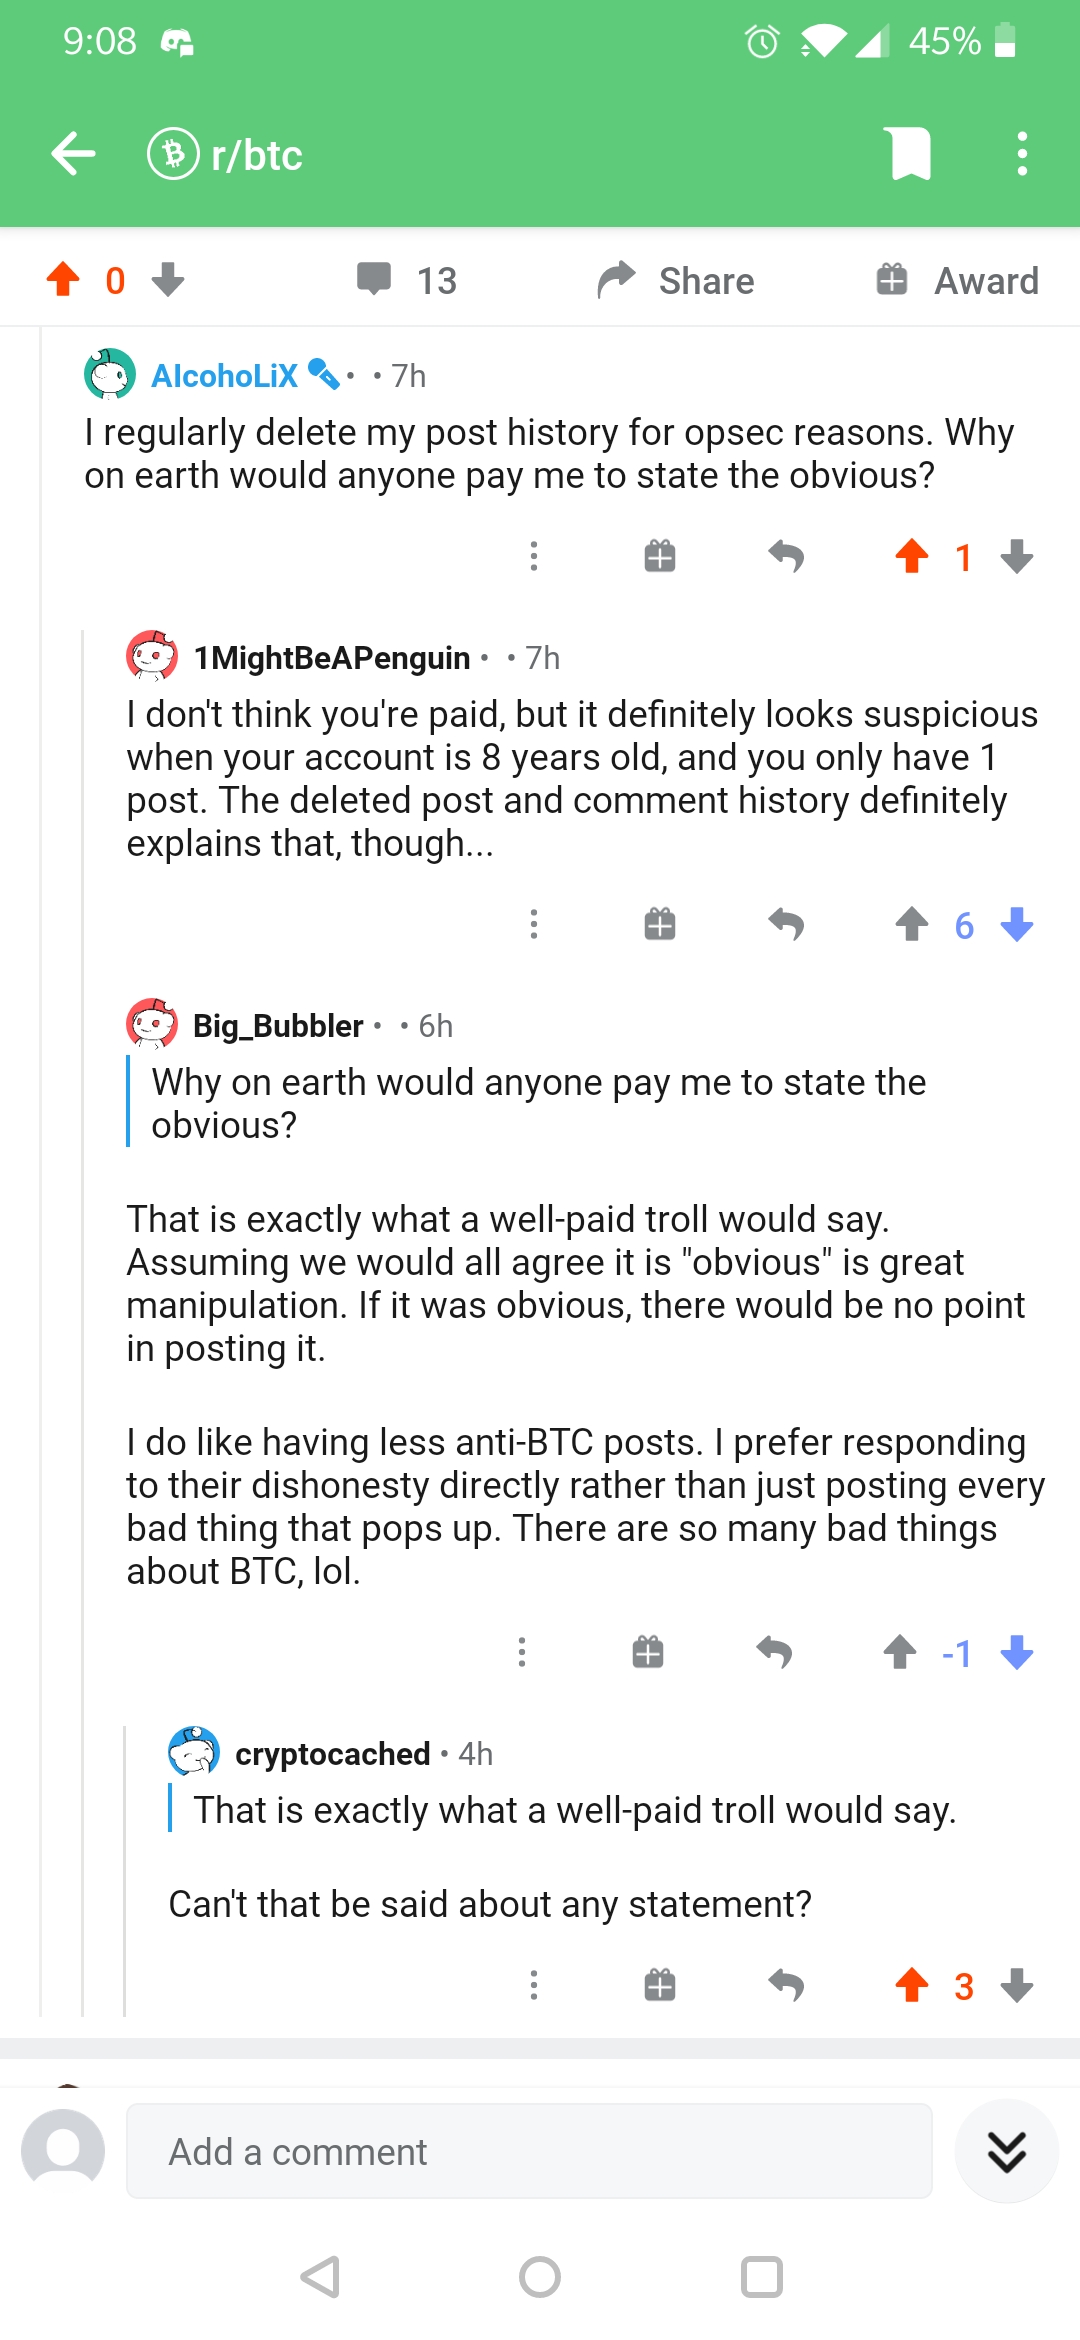 9:08
45%
r/btc
0
13
Share
Award
AlcohoLiX • • 7h
I regularly delete my post history for opsec reasons. Why
on earth would anyone pay me to state the obvious?
1
1MightBeAPenguin • • 7h
I don't think you're paid, but it definitely looks suspicious
when your account is 8 years old, and you only have 1
post. The deleted post and comment history definitely
explains that, though...
6
Big_Bubbler • • 6h
Why on earth would anyone pay me to state the
obvious?
That is exactly what a well-paid troll would say.
Assuming we would all agree it is "obvious" is great
manipulation. If it was obvious, there would be no point
in posting it.
I do like having less anti-BTC posts. I prefer responding
to their dishonesty directly rather than just posting every
bad thing that pops up. There are so many bad things
about BTC, lol.
-1
cryptocached • 4h
That is exactly what a well-paid troll would say.
Can't that be said about any statement?
3
Add a comment